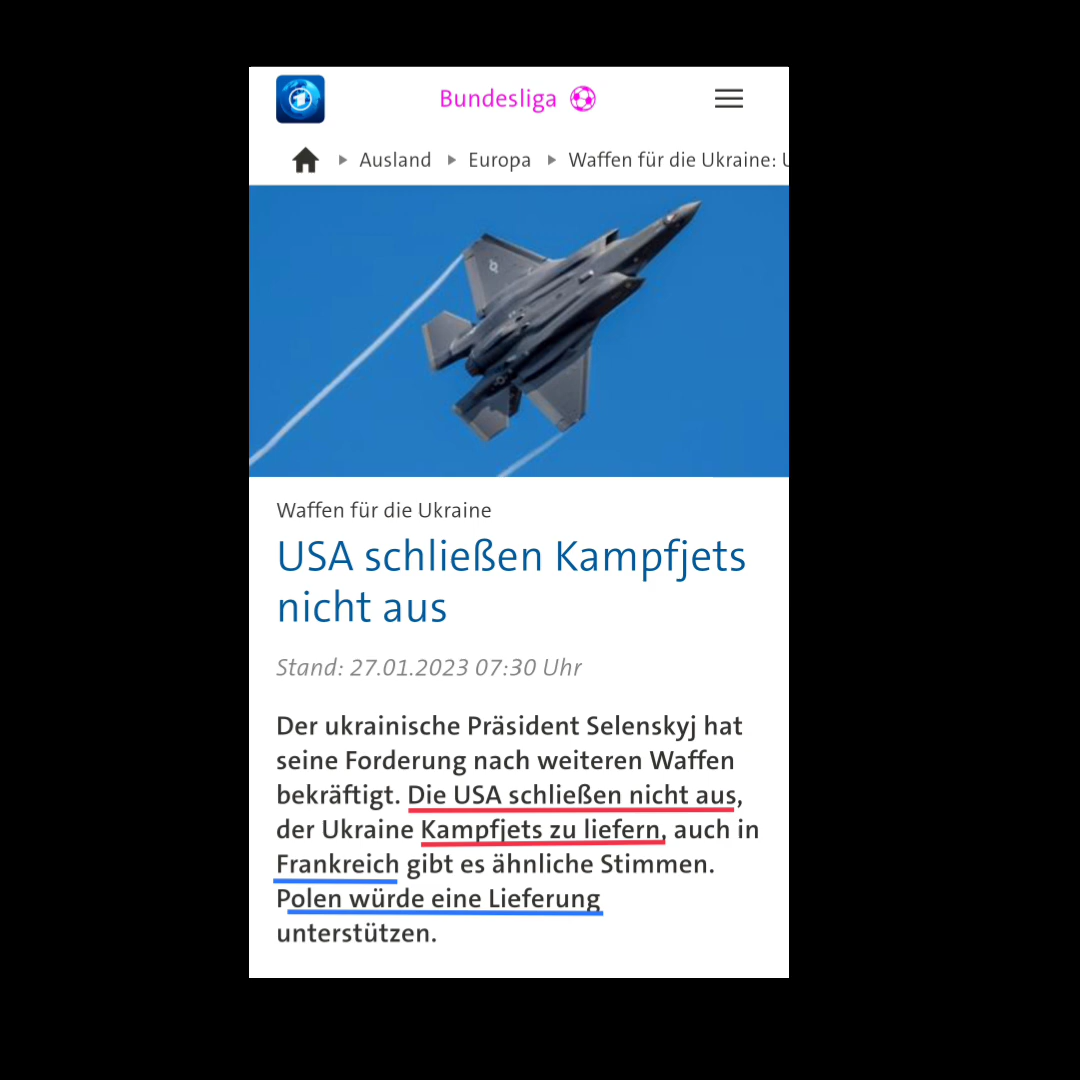 Bundesliga
Ausland Europa Waffen für die Ukraine: U
Waffen für die Ukraine
USA schließen Kampfjets
nicht aus
Stand: 27.01.2023 07:30 Uhr
Der ukrainische Präsident Selenskyj hat
seine Forderung nach weiteren Waffen
bekräftigt. Die USA schließen nicht aus,
der Ukraine Kampfjets zu liefern, auch in
Frankreich gibt es ähnliche Stimmen.
Polen würde eine Lieferung
unterstützen.